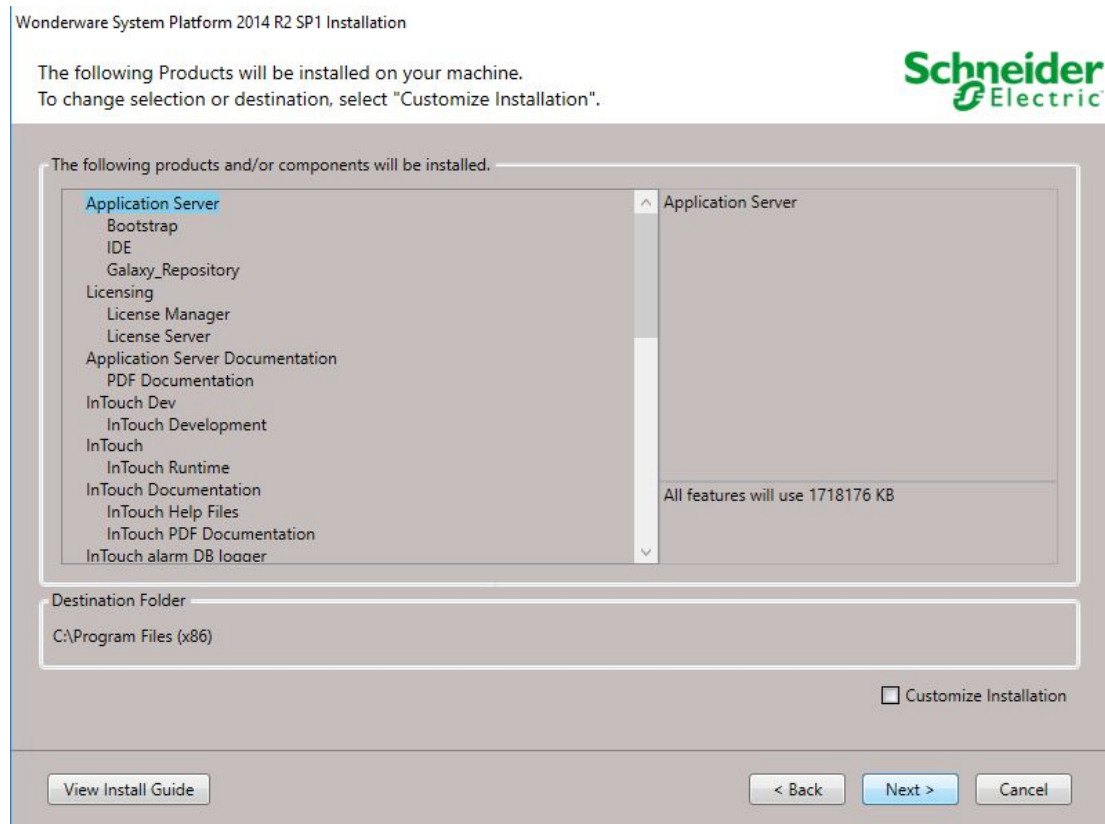 Wonderware System Platform 2014 R2 SP1 Installation
The following Products will be installed on your machine.
To change selection or destination, select "Customize Installation".
Schneider
Electric
The following products and/or components will be installed.
Application Server
Bootstrap
IDE
Galaxy_Repository
Licensing
License Manager
License Server
Application Server Documentation
PDF Documentation
InTouch Dev
InTouch Development
InTouch
InTouch Runtime
InTouch Documentation
InTouch Help Files
InTouch PDF Documentation
InTouch alarm DB logger
Application Server
All features will use 1718176 KB
Destination Folder
C:\Program Files (x86)
Customize Installation
View Install Guide
< Back
Next >
Cancel